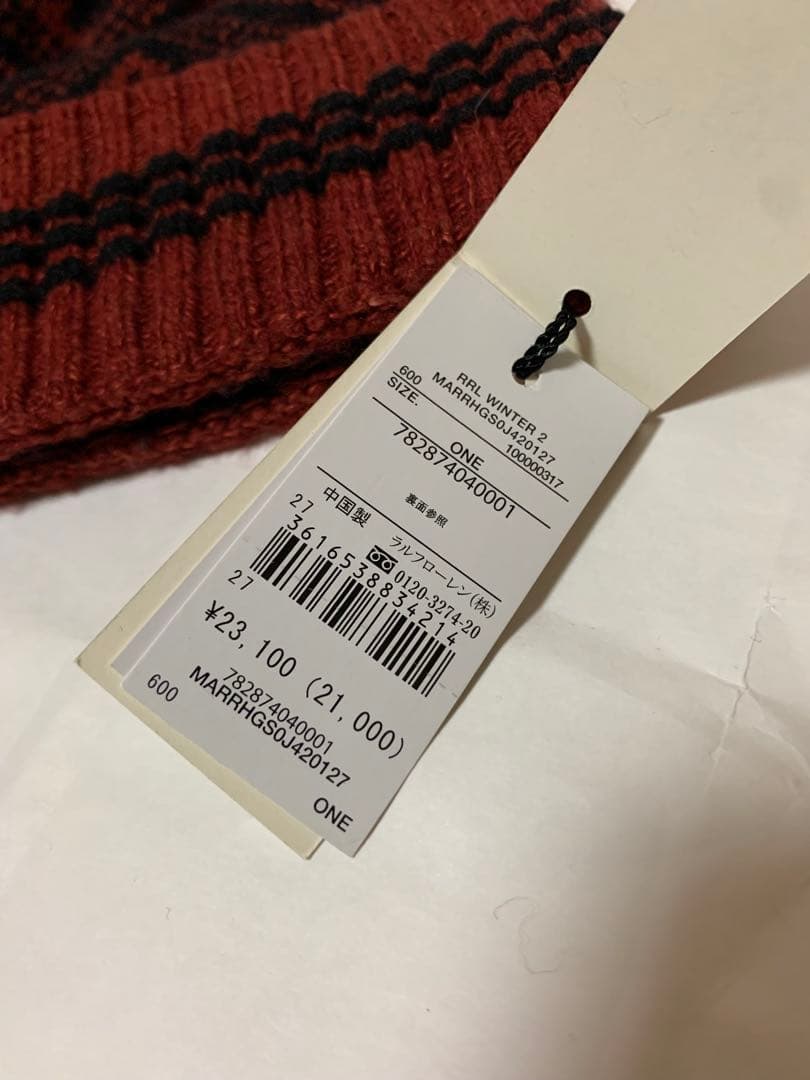 RRL WINTER 2
MARRHGS0J420127
600 100000317
SIZE.
ONE
782874040001
裏面参照
中国製
ラルフローレン(株)
0120-3274-20
27
3616538834214
27
¥23,100 (21,000)
782874040001
MARRHGS0J420127
600
ONE